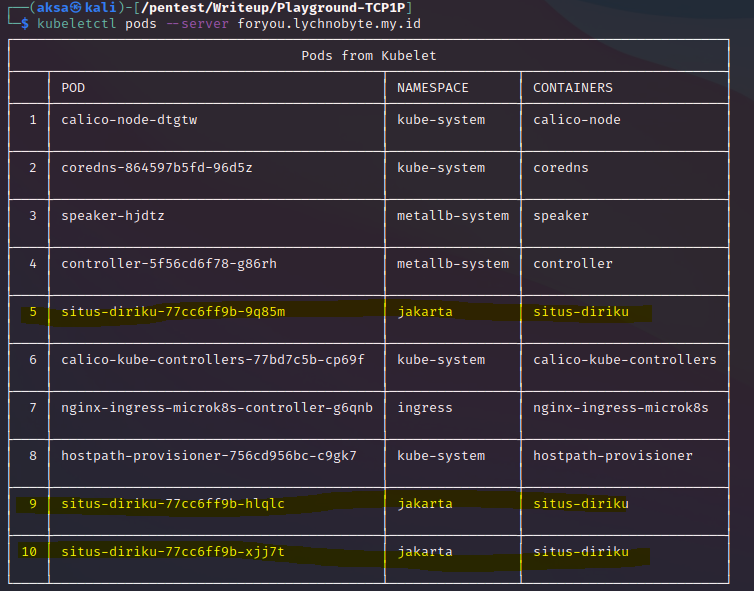 ┌──(aksa㉿kali)-[/pentest/Writeup/Playground-TCP1P]
└─$ kubeletctl pods --server foryou.lychnobyte.my.id
Pods from Kubelet
POD NAMESPACE CONTAINERS
1 calico-node-dtgtw kube-system calico-node
2 coredns-864597b5fd-96d5z kube-system coredns
3 speaker-hjdtz metallb-system speaker
4 controller-5f56cd6f78-g86rh metallb-system controller
5 situs-diriku-77cc6ff9b-9q85m jakarta situs-diriku
6 calico-kube-controllers-77bd7c5b-cp69f kube-system calico-kube-controllers
7 nginx-ingress-microk8s-controller-g6qnb ingress nginx-ingress-microk8s
8 hostpath-provisioner-756cd956bc-c9gk7 kube-system hostpath-provisioner
9 situs-diriku-77cc6ff9b-hlqlc jakarta situs-diriku
10 situs-diriku-77cc6ff9b-xjj7t jakarta situs-diriku